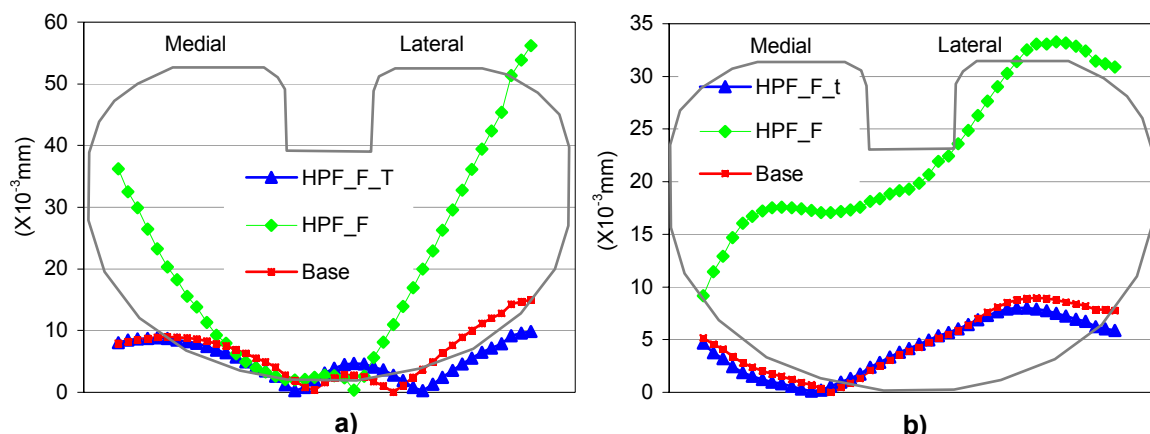 60
50
40
30
20
10
0
(X10⁻³mm)
Medial
Lateral
HPF_F_T
HPF_F
Base
a)
35
30
25
20
15
10
5
0
(X10⁻³mm)
Medial
Lateral
HPF_F_t
HPF_F
Base
b)